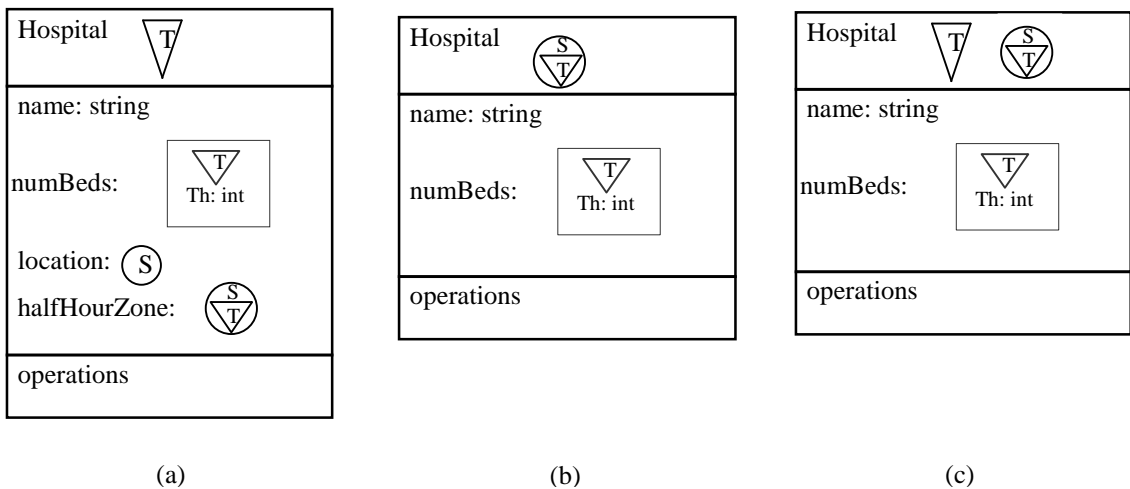 Hospital T
name: string
numBeds:
T
Th: int
location: S
halfHourZone: S
T
operations
(a)
Hospital
S
T
name: string
numBeds:
T
Th: int
operations
(b)
Hospital T S
T
name: string
numBeds:
T
Th: int
operations
(c)